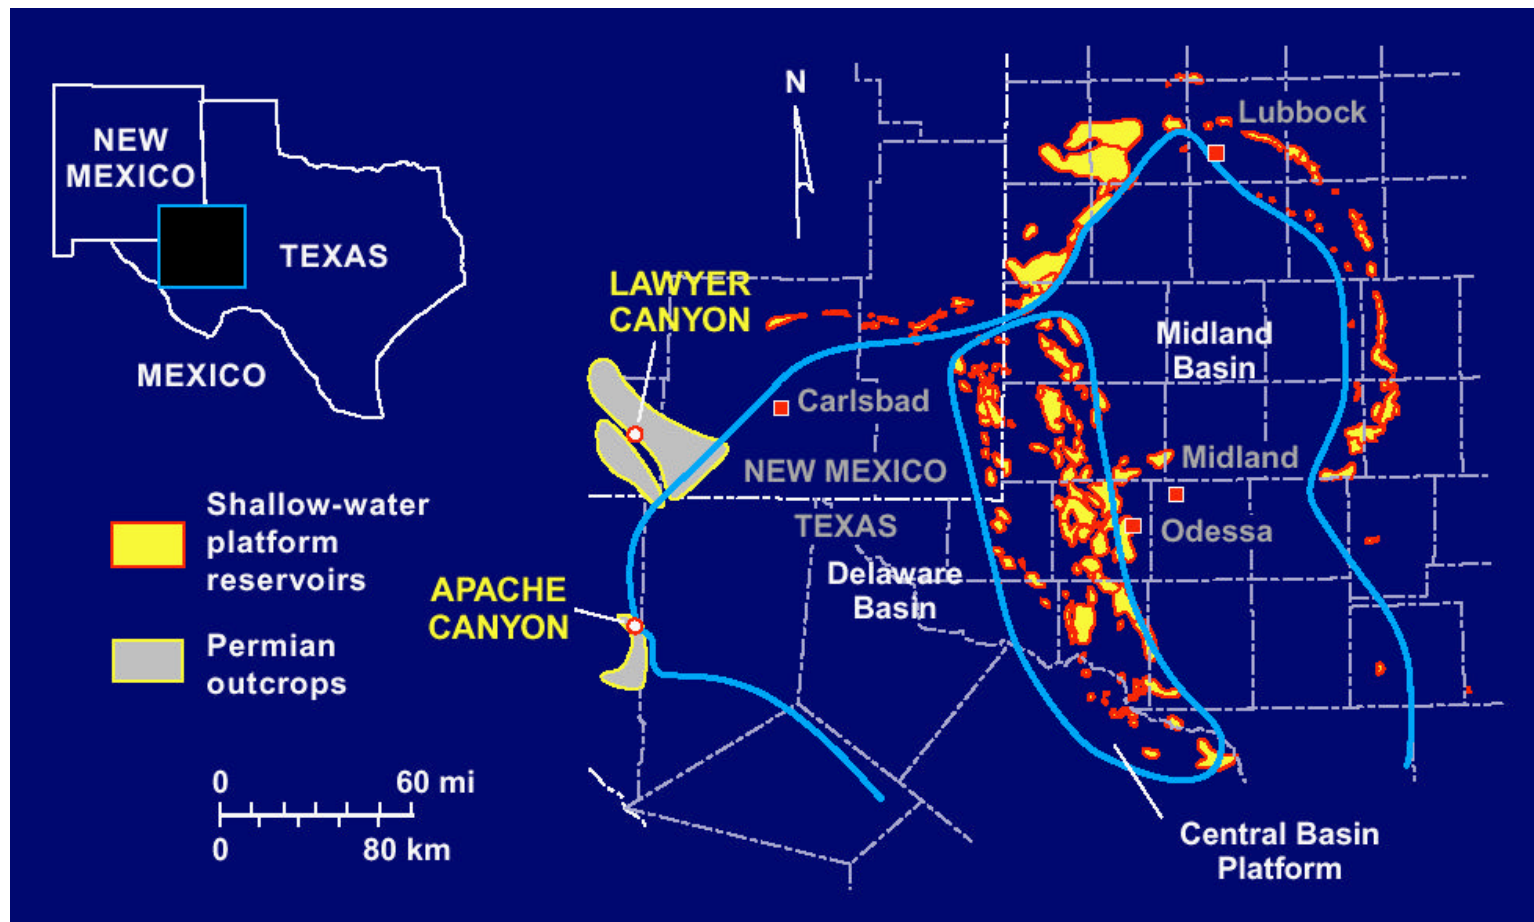 NEW
MEXICO
TEXAS
MEXICO
N
Lubbock
LAWYER
CANYON
Midland
Basin
Carlsbad
NEW MEXICO
Midland
TEXAS
Odessa
Delaware
Basin
APACHE
CANYON
Shallow-water
platform
reservoirs
Permian
outcrops
0 60 mi
0 80 km
Central Basin
Platform